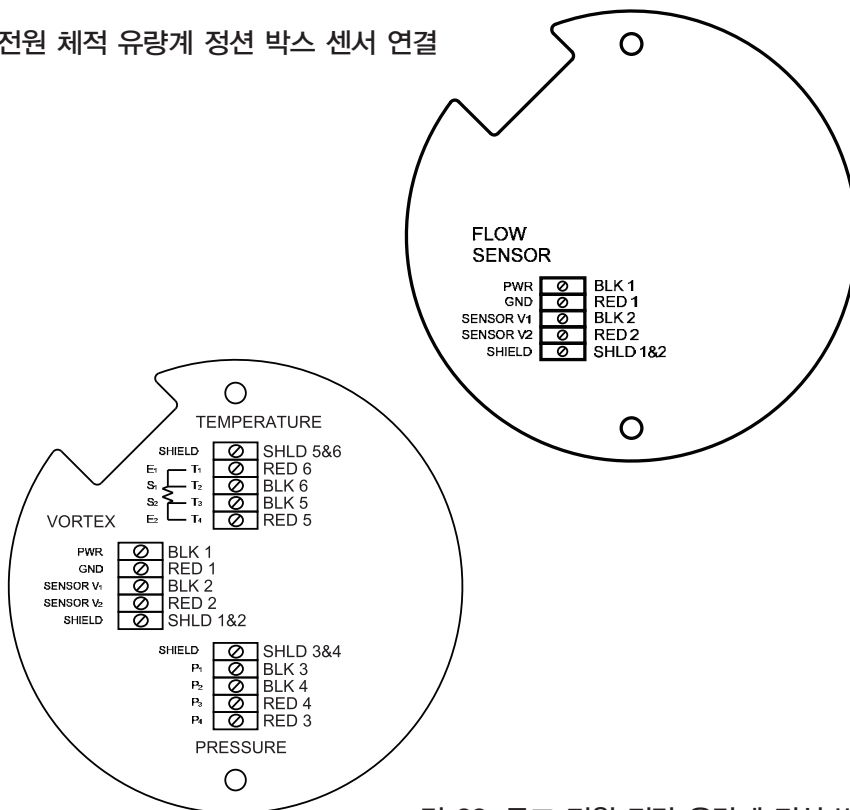 전원 체적 유량계 정션 박스 센서 연결
FLOW
SENSOR
PWR BLK 1
GND RED 1
SENSOR V1 BLK 2
SENSOR V2 RED 2
SHIELD SHLD 1&2
TEMPERATURE
SHIELD SHLD 5&6
E1 T1 RED 6
S1 T2 BLK 6
S2 T3 BLK 5
E2 T4 RED 5
VORTEX
PWR BLK 1
GND RED 1
SENSOR V1 BLK 2
SENSOR V2 RED 2
SHIELD SHLD 1&2
SHIELD SHLD 3&4
P1 BLK 3
P2 BLK 4
P3 RED 4
P4 RED 3
PRESSURE